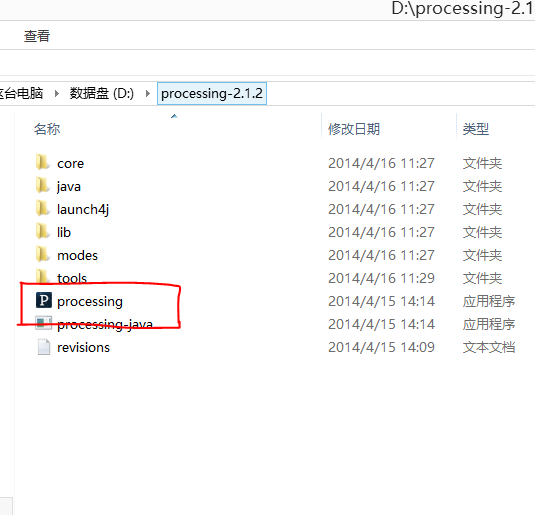 D:\processing-2.1
查看
这台电脑 数据盘 (D:) processing-2.1.2
名称 修改日期 类型
core 2014/4/16 11:27 文件夹
java 2014/4/16 11:27 文件夹
launch4j 2014/4/16 11:27 文件夹
lib 2014/4/16 11:27 文件夹
modes 2014/4/16 11:27 文件夹
tools 2014/4/16 11:29 文件夹
processing 2014/4/15 14:14 应用程序
processing-java 2014/4/15 14:14 应用程序
revisions 2014/4/15 14:09 文本文档